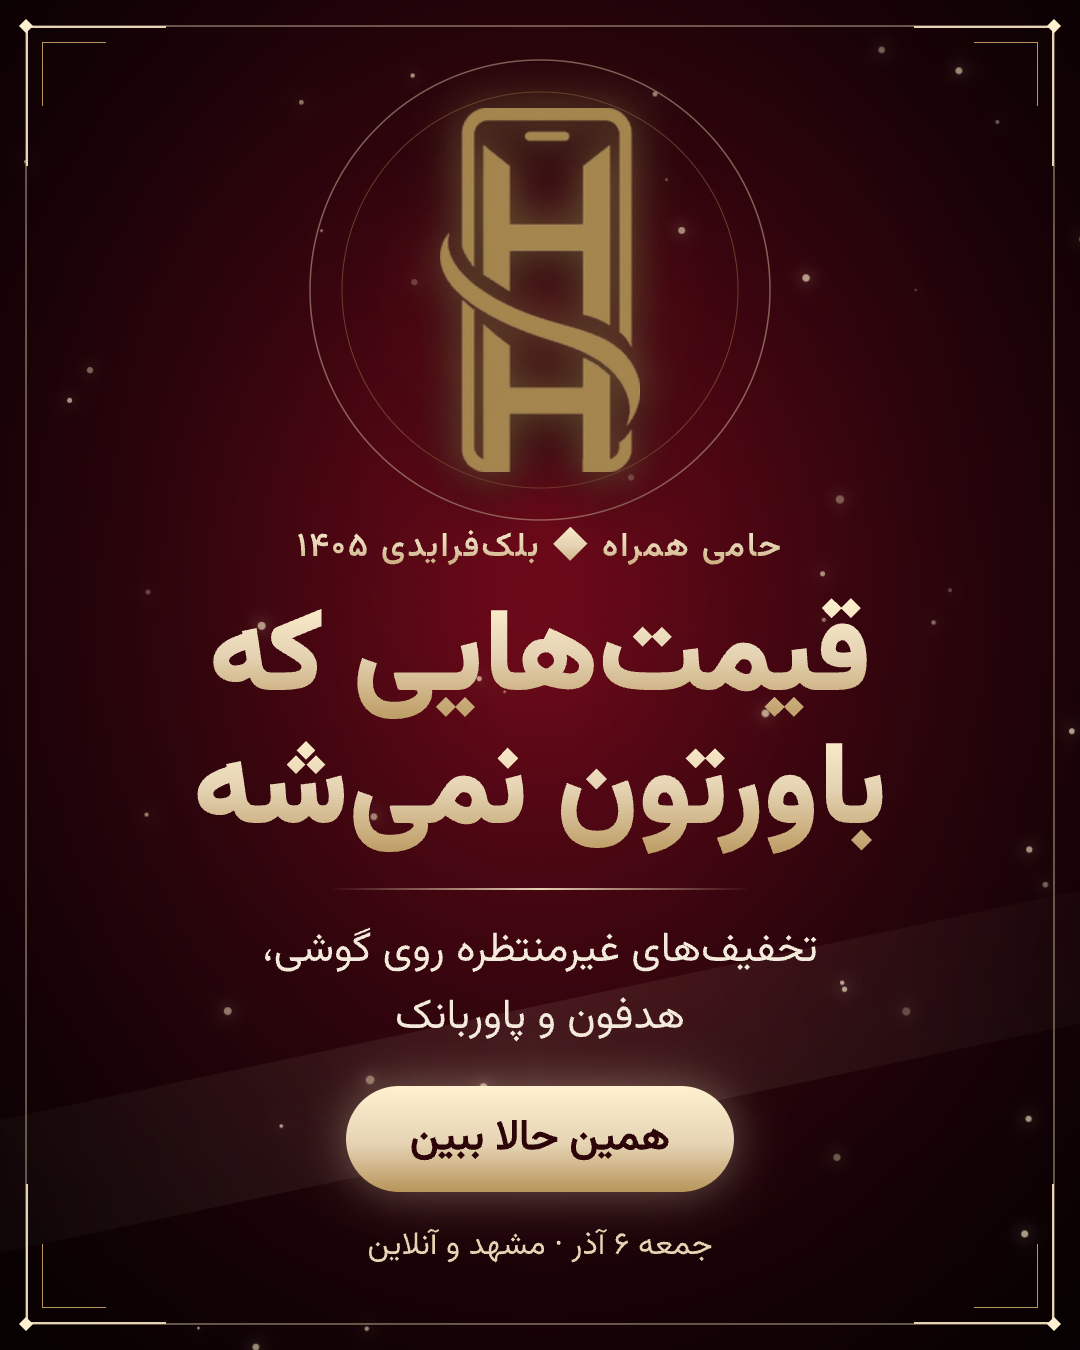 حامی همراه ◆ بلک‌فرایدی ۱۴۰۵
قیمت‌هایی که
باورتون نمی‌شه
تخفیف‌های غیرمنتظره روی گوشی،
هدفون و پاوربانک
همین حالا ببین
جمعه ۶ آذر · مشهد و آنلاین